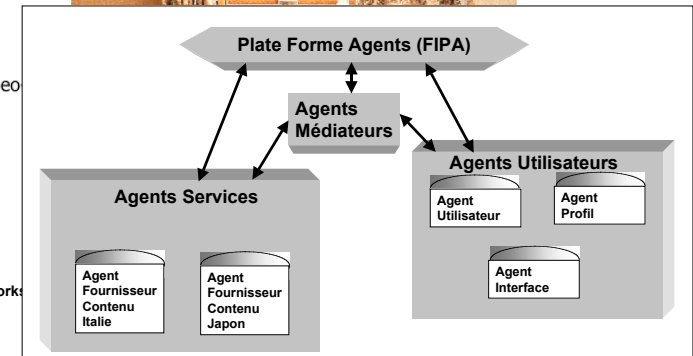 Plate Forme Agents (FIPA)
Agents
Médiateurs
Agents Utilisateurs
Agent
Utilisateur
Agent
Profil
Agent
Interface
Agents Services
Agent
Fournisseur
Contenu
Italie
Agent
Fournisseur
Contenu
Japon